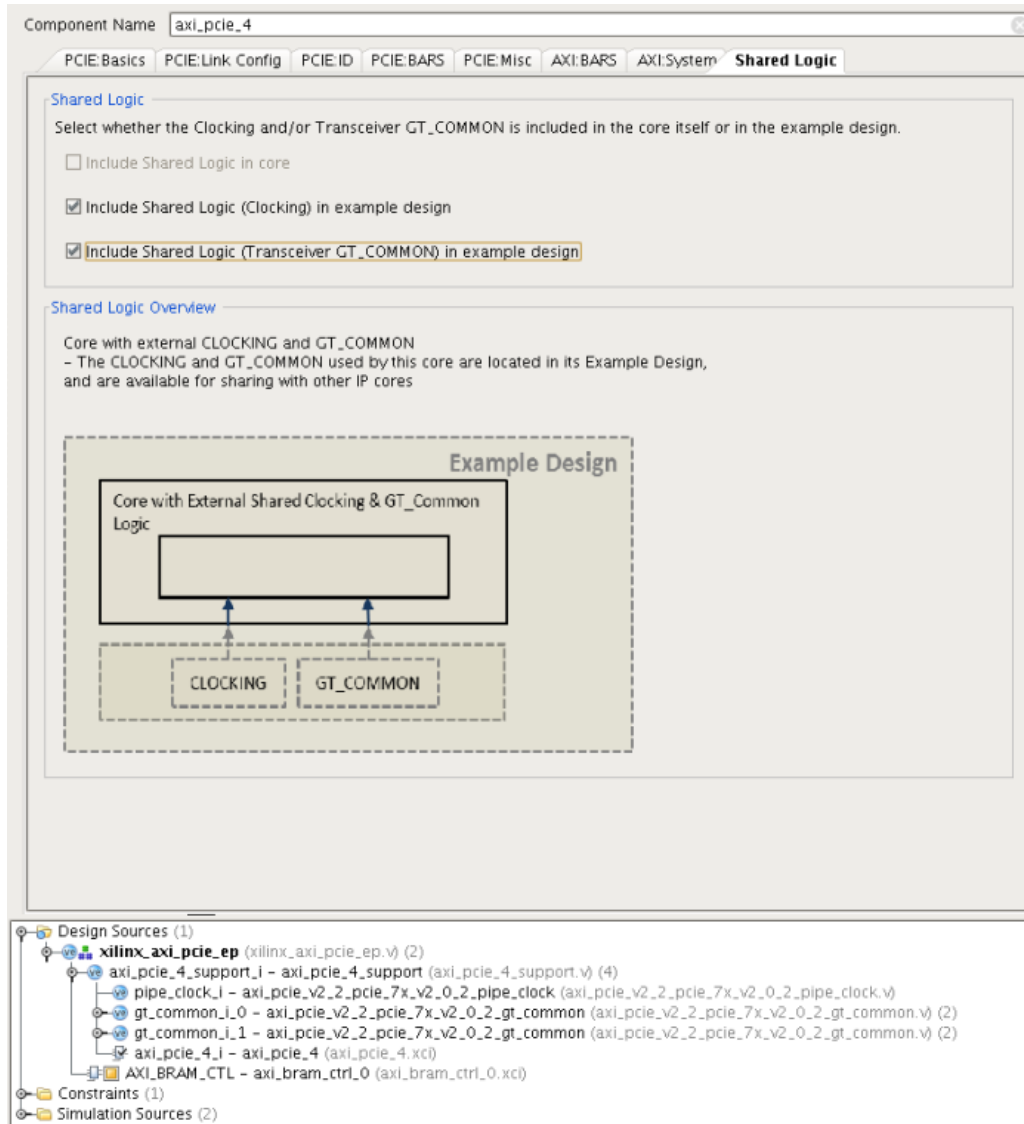 Component Name axi_pcie_4
PCIE:Basics PCIE:Link Config PCIE:ID PCIE:BARS PCIE:Misc AXI:BARS AXI:System Shared Logic
Shared Logic
Select whether the Clocking and/or Transceiver GT_COMMON is included in the core itself or in the example design.
Include Shared Logic in core
Include Shared Logic (Clocking) in example design
Include Shared Logic (Transceiver GT_COMMON) in example design
Shared Logic Overview
Core with external CLOCKING and GT_COMMON
– The CLOCKING and GT_COMMON used by this core are located in its Example Design,
and are available for sharing with other IP cores
Example Design
Core with External Shared Clocking & GT_Common
Logic
CLOCKING GT_COMMON
Design Sources (1)
xilinx_axi_pcie_ep (xilinx_axi_pcie_ep.v) (2)
axi_pcie_4_support_i – axi_pcie_4_support (axi_pcie_4_support.v) (4)
pipe_clock_i – axi_pcie_v2_2_pcie_7x_v2_0_2_pipe_clock (axi_pcie_v2_2_pcie_7x_v2_0_2_pipe_clock.v)
gt_common_i_0 – axi_pcie_v2_2_pcie_7x_v2_0_2_gt_common (axi_pcie_v2_2_pcie_7x_v2_0_2_gt_common.v) (2)
gt_common_i_1 – axi_pcie_v2_2_pcie_7x_v2_0_2_gt_common (axi_pcie_v2_2_pcie_7x_v2_0_2_gt_common.v) (2)
axi_pcie_4_i – axi_pcie_4 (axi_pcie_4.xci)
AXI_BRAM_CTL – axi_bram_ctrl_0 (axi_bram_ctrl_0.xci)
Constraints (1)
Simulation Sources (2)